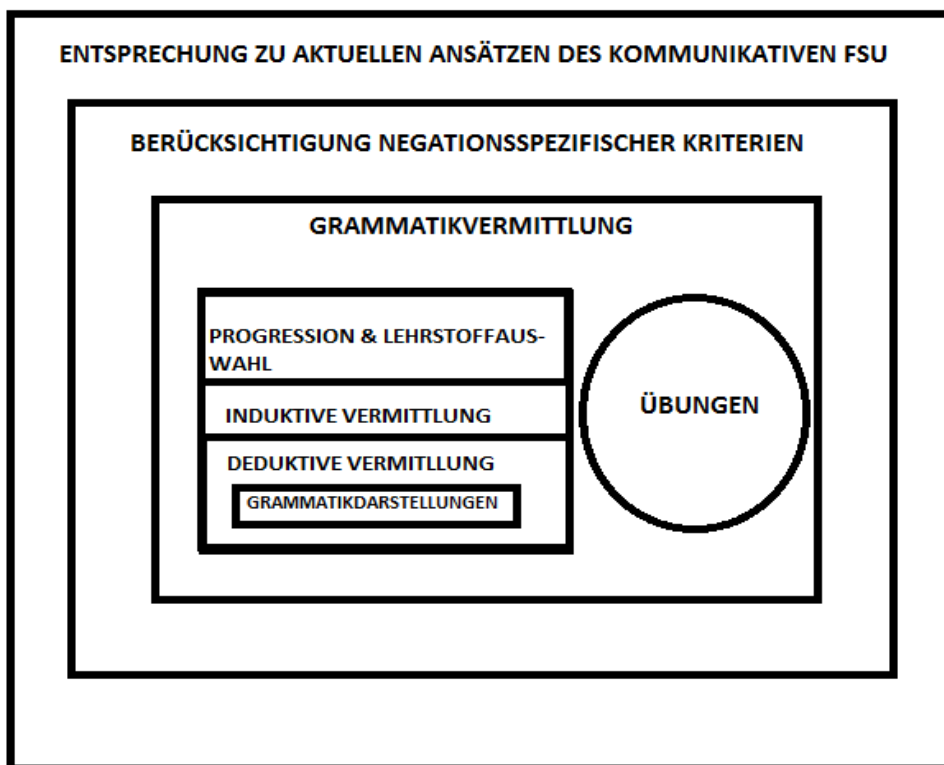 ENTSPRECHUNG ZU AKTUELLEN ANSÄTZEN DES KOMMUNIKATIVEN FSU
BERÜCKSICHTIGUNG NEGATIONSSPEZIFISCHER KRITERIEN
GRAMMATIKVERMITTLUNG
PROGRESSION & LEHRSTOFFAUS-
WAHL
INDUKTIVE VERMITTLUNG
DEDUKTIVE VERMITLLUNG
GRAMMATIKDARSTELLUNGEN
ÜBUNGEN